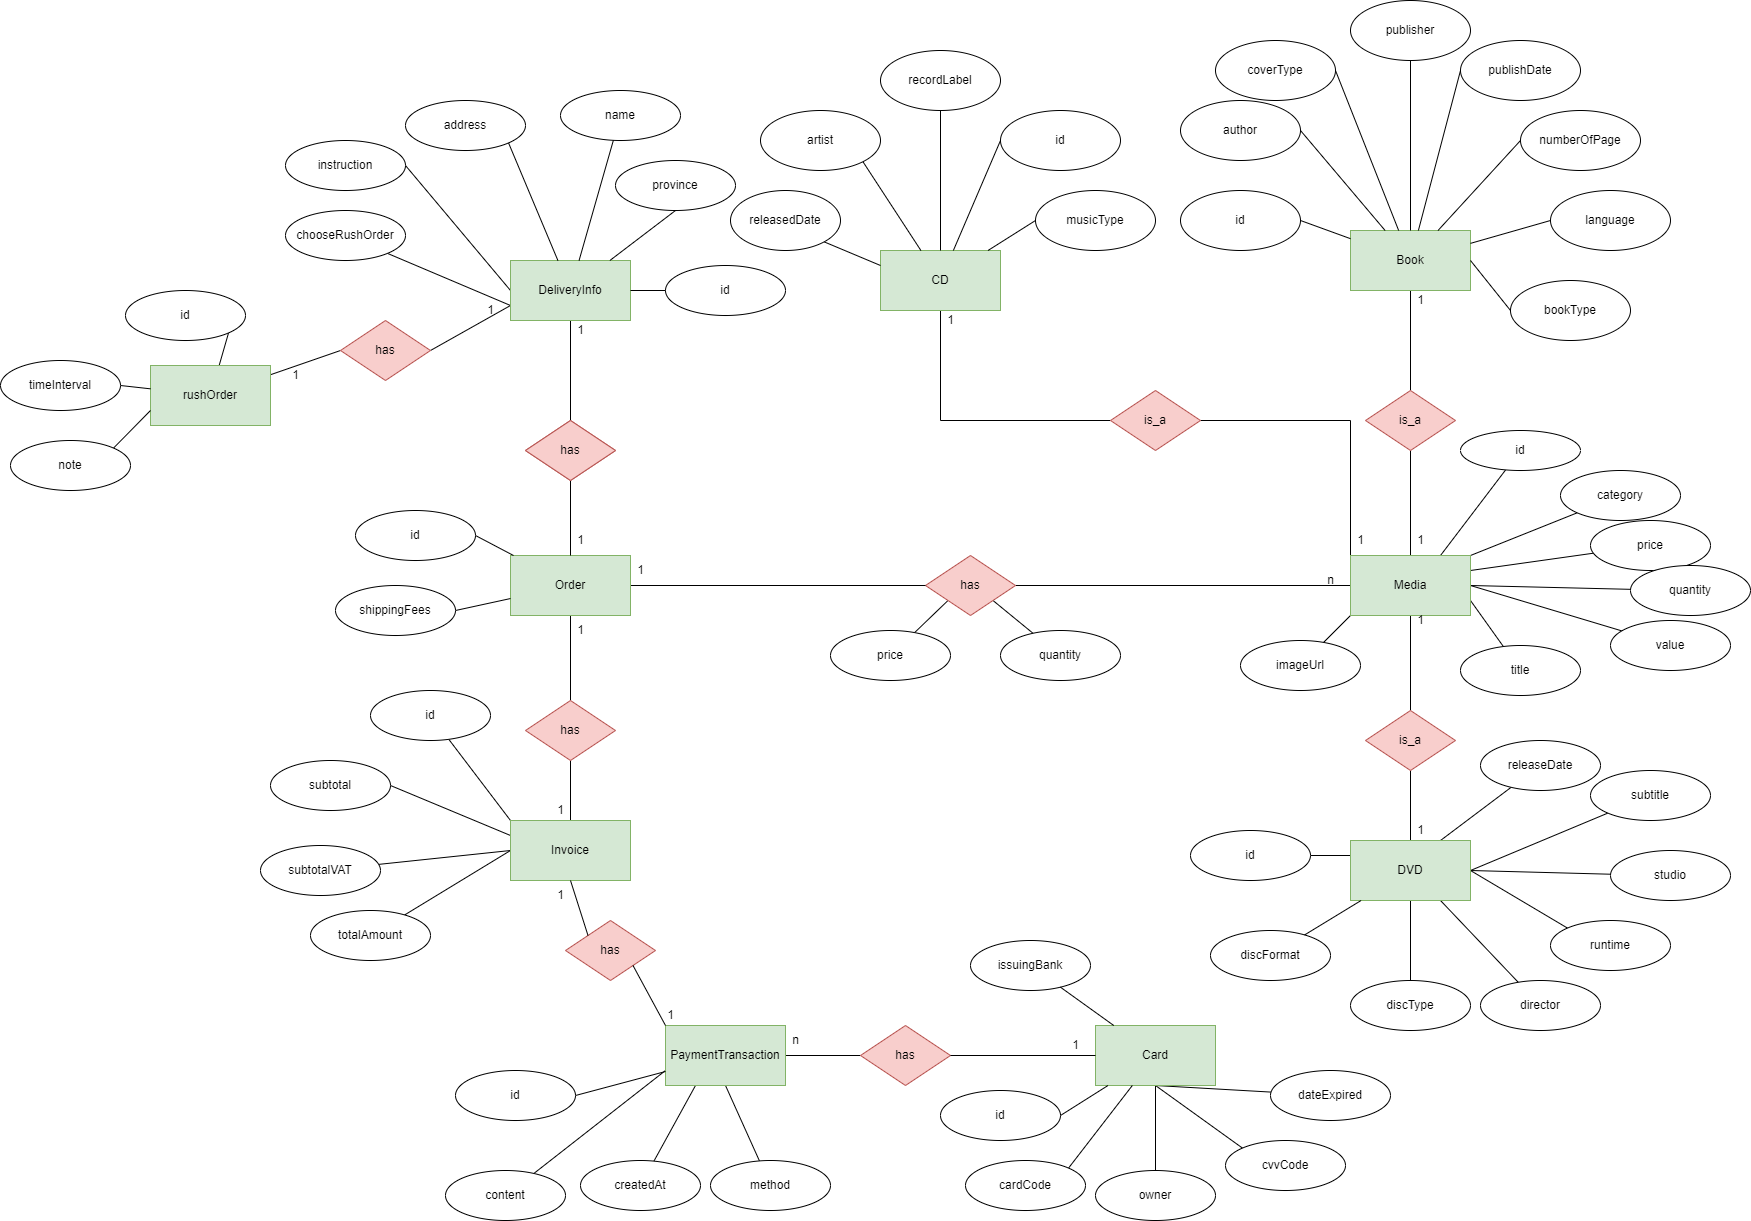 publisher
coverType
publishDate
recordLabel
name
address
author
artist
id
numberOfPage
instruction
province
releasedDate
musicType
id
language
chooseRushOrder
Book
DeliveryInfo
id
CD
bookType
1
1
1
1
id
has
1
rushOrder
timeInterval
note
is_a
is_a
has
id
category
id
1
1
1
price
Order
1
has
n
Media
quantity
shippingFees
1
1
value
price
quantity
imageUrl
title
id
has
is_a
releaseDate
subtotal
subtitle
1
1
Invoice
id
DVD
studio
subtotalVAT
1
totalAmount
has
runtime
discFormat
issuingBank
discType
director
1
PaymentTransaction
n
has
1
Card
id
id
dateExpired
content
createdAt
method
cardCode
owner
cvvCode